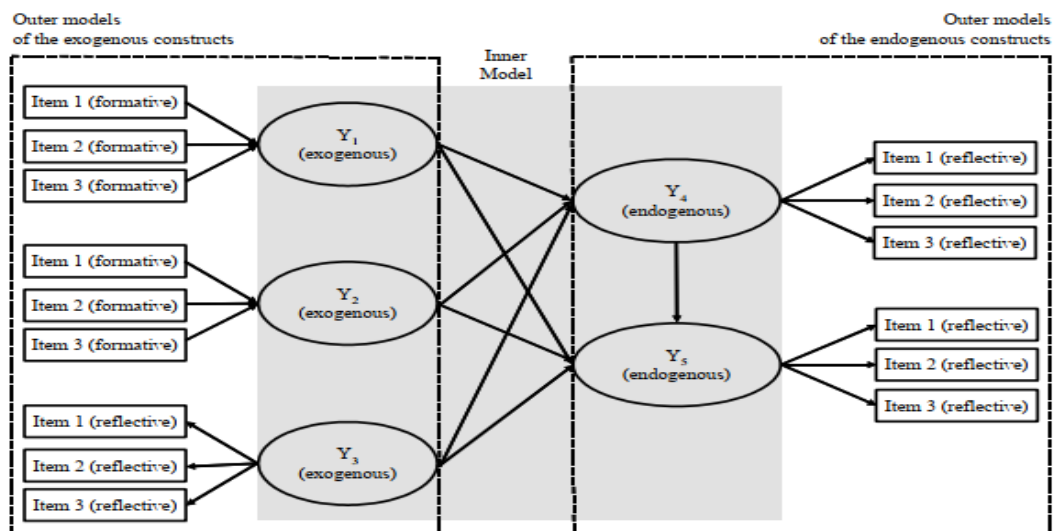 Outer models
of the exogenous constructs
Outer models
of the endogenous constructs
Inner
Model
Item 1 (formative)
Item 2 (formative)
Item 3 (formative)
Y₁
(exogenous)
Item 1 (formative)
Item 2 (formative)
Item 3 (formative)
Y₂
(exogenous)
Item 1 (reflective)
Item 2 (reflective)
Item 3 (reflective)
Y₃
(exogenous)
Y₄
(endogenous)
Item 1 (reflective)
Item 2 (reflective)
Item 3 (reflective)
Y₅
(endogenous)
Item 1 (reflective)
Item 2 (reflective)
Item 3 (reflective)